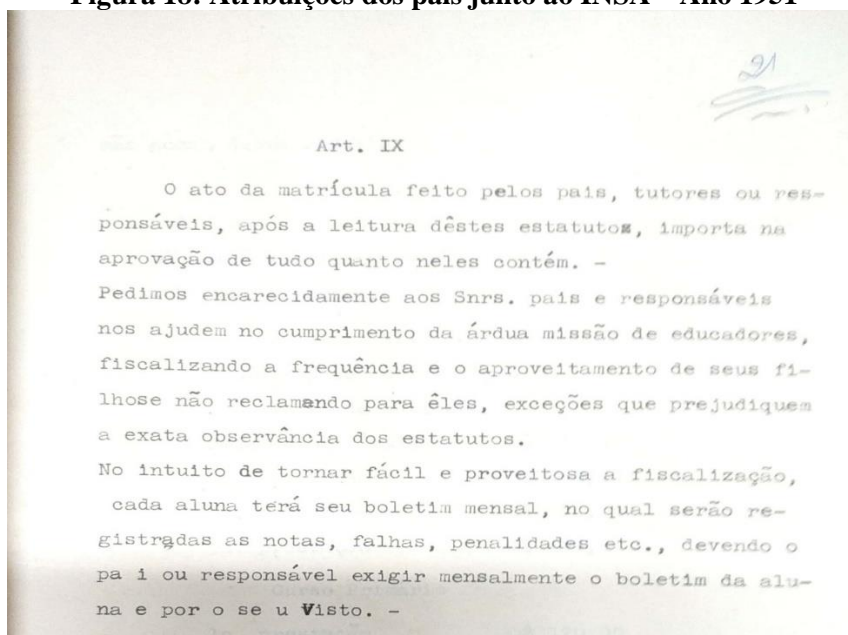 Figura 18: Atribuições dos pais junto ao INSA – Ano 1951
21
Art. IX
O ato da matrícula feito pelos pais, tutores ou res-
ponsáveis, após a leitura dêstes estatutos, importa na
aprovação de tudo quanto neles contém. -
Pedimos encarecidamente aos Snrs. pais e responsáveis
nos ajudem no cumprimento da árdua missão de educadores,
fiscalizando a frequência e o aproveitamento de seus fi-
lhose não reclamando para êles, exceções que prejudiquem
a exata observância dos estatutos.
No intuito de tornar fácil e proveitosa a fiscalização,
cada aluna terá seu boletim mensal, no qual serão re-
gistradas as notas, falhas, penalidades etc., devendo o
pa i ou responsável exigir mensalmente o boletim da alu-
na e por o se u Visto. -